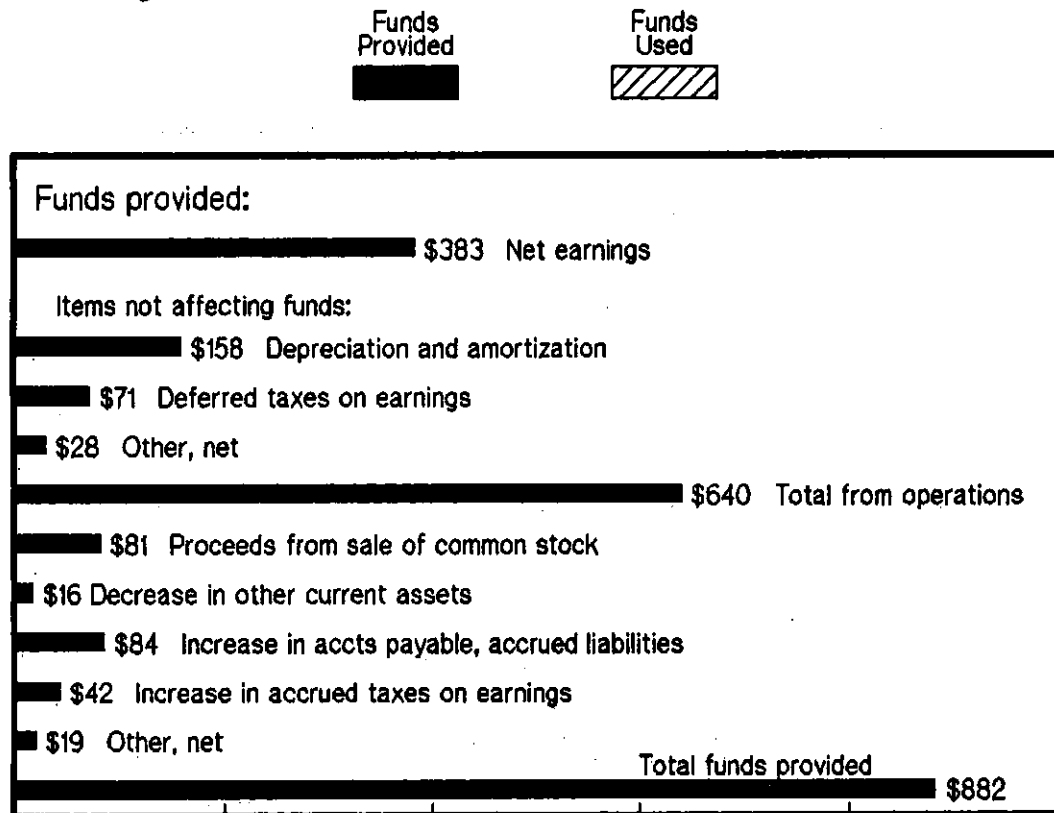 Funds
Provided
Funds
Used
Funds provided:
$383 Net earnings
Items not affecting funds:
$158 Depreciation and amortization
$71 Deferred taxes on earnings
$28 Other, net
$640 Total from operations
$81 Proceeds from sale of common stock
$16 Decrease in other current assets
$84 Increase in accts payable, accrued liabilities
$42 Increase in accrued taxes on earnings
$19 Other, net
Total funds provided
$882